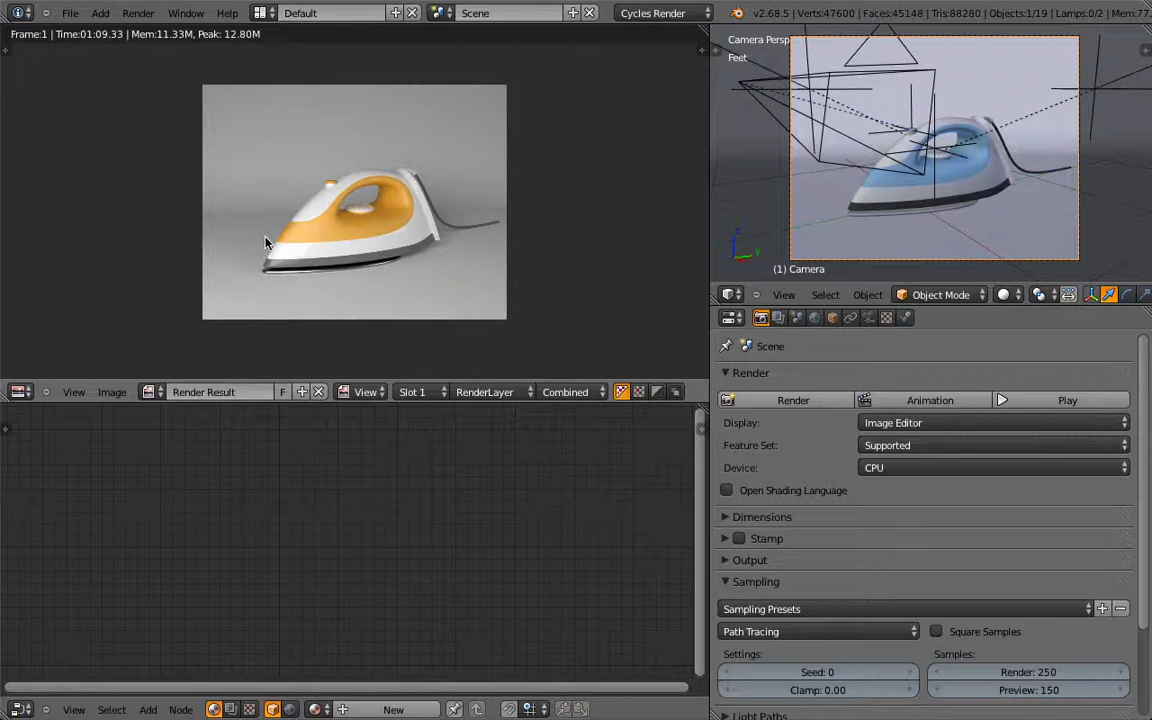 File Add Render Window Help Default Scene Cycles Render v2.68.5 | Verts:47600 | Faces:45148 | Tris:88280 | Objects:1/19 | Lamps:0/2 | Mem:77.
Frame:1 | Time:01:09.33 | Mem:11.33M, Peak: 12.80M
Camera Persp
Feet
z
y
(1) Camera
View Select Object Object Mode
Scene
Render
View Image Render Result F View Slot 1 RenderLayer Combined
Render Animation Play
Display: Image Editor
Feature Set: Supported
Device: CPU
Open Shading Language
Dimensions
Stamp
Output
Sampling
Sampling Presets
Path Tracing Square Samples
Settings: Samples:
Seed: 0 Render: 250
Clamp: 0.00 Preview: 150
View Select Add Node New
Light Paths